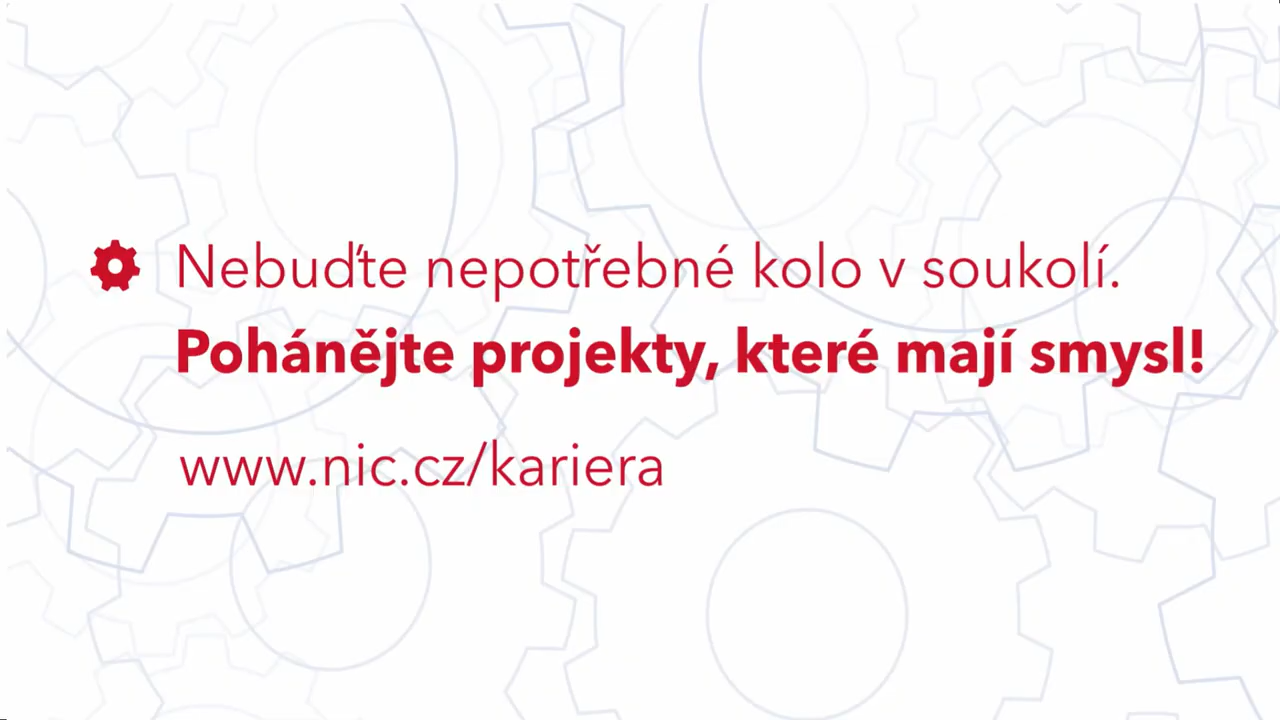 Nebuďte nepotřebné kolo v soukolí.
Pohánějte projekty, které mají smysl!
www.nic.cz/kariera